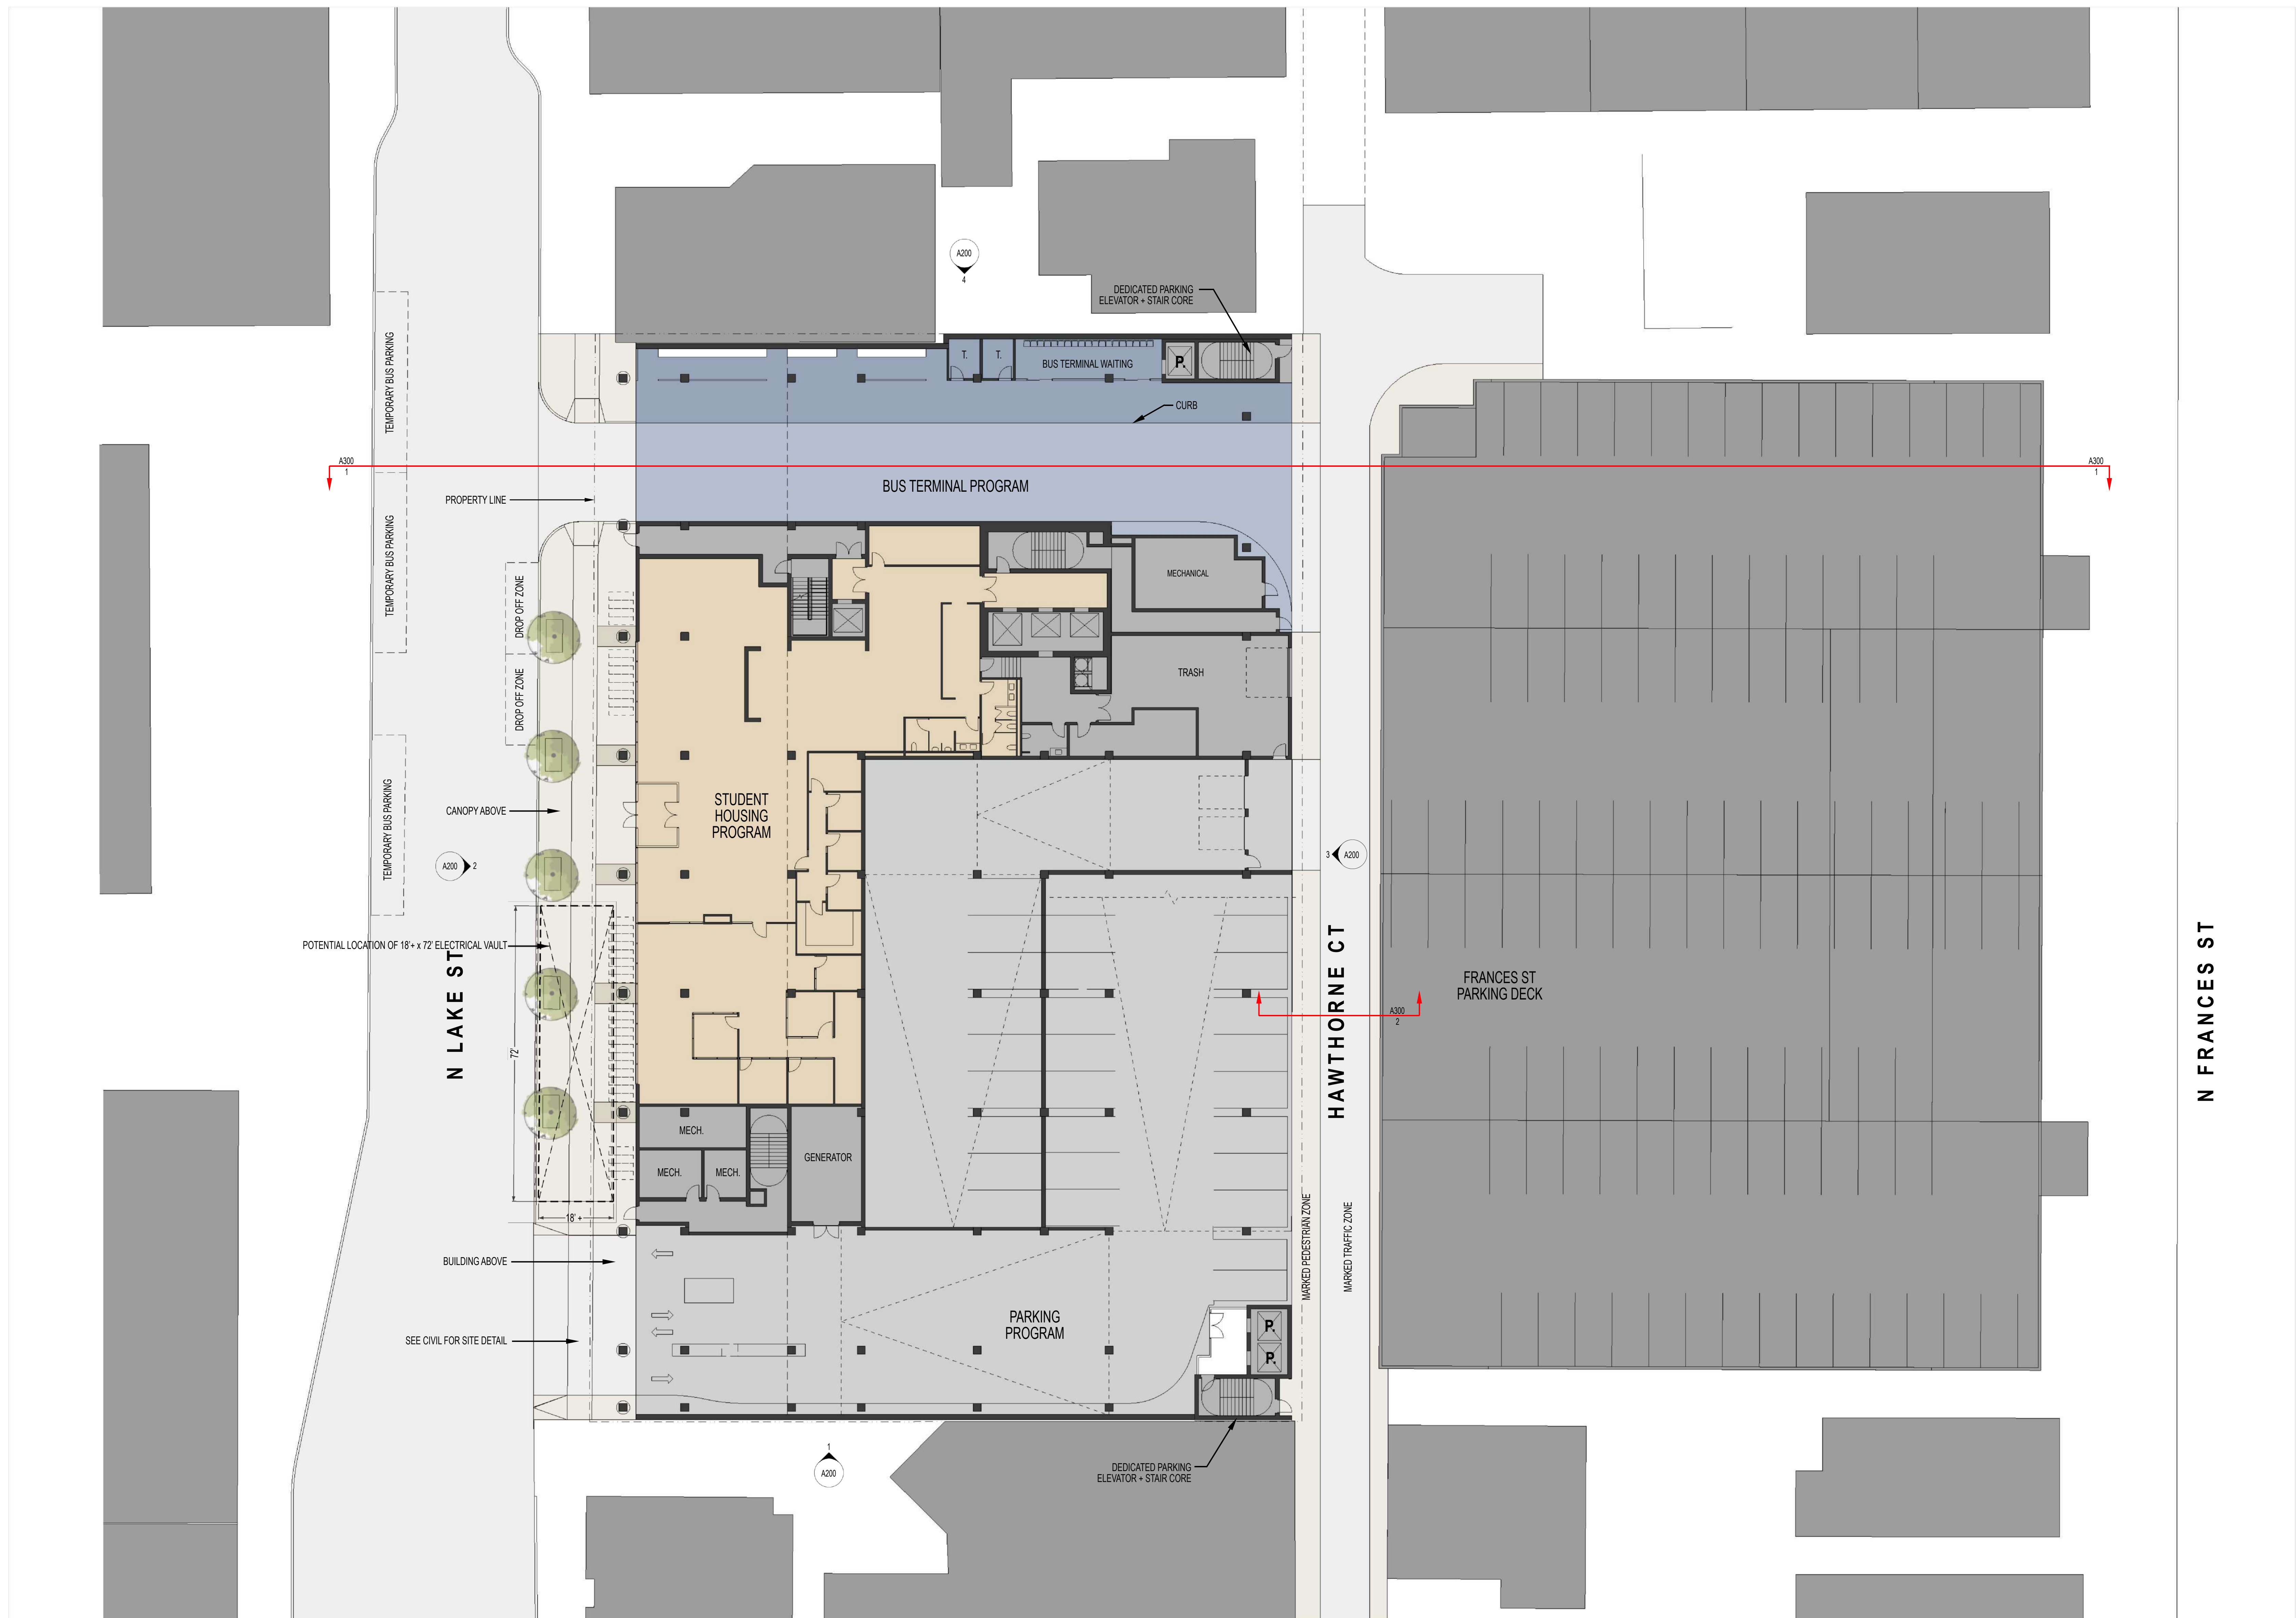 A200
4
DEDICATED PARKING
ELEVATOR + STAIR CORE
TEMPORARY BUS PARKING
T.
T.
BUS TERMINAL WAITING
P.
CURB
A300
1
A300
1
BUS TERMINAL PROGRAM
PROPERTY LINE
TEMPORARY BUS PARKING
DROP OFF ZONE
MECHANICAL
DROP OFF ZONE
TRASH
TEMPORARY BUS PARKING
CANOPY ABOVE
STUDENT
HOUSING
PROGRAM
A200
2
3
A200
POTENTIAL LOCATION OF 18'+ x 72' ELECTRICAL VAULT
N LAKE ST
HAWTHORNE CT
FRANCES ST
PARKING DECK
N FRANCES ST
A300
2
72'
MECH.
GENERATOR
MECH.
MECH.
18' +
MARKED PEDESTRIAN ZONE
MARKED TRAFFIC ZONE
BUILDING ABOVE
PARKING
PROGRAM
P.
P.
SEE CIVIL FOR SITE DETAIL
1
A200
DEDICATED PARKING
ELEVATOR + STAIR CORE